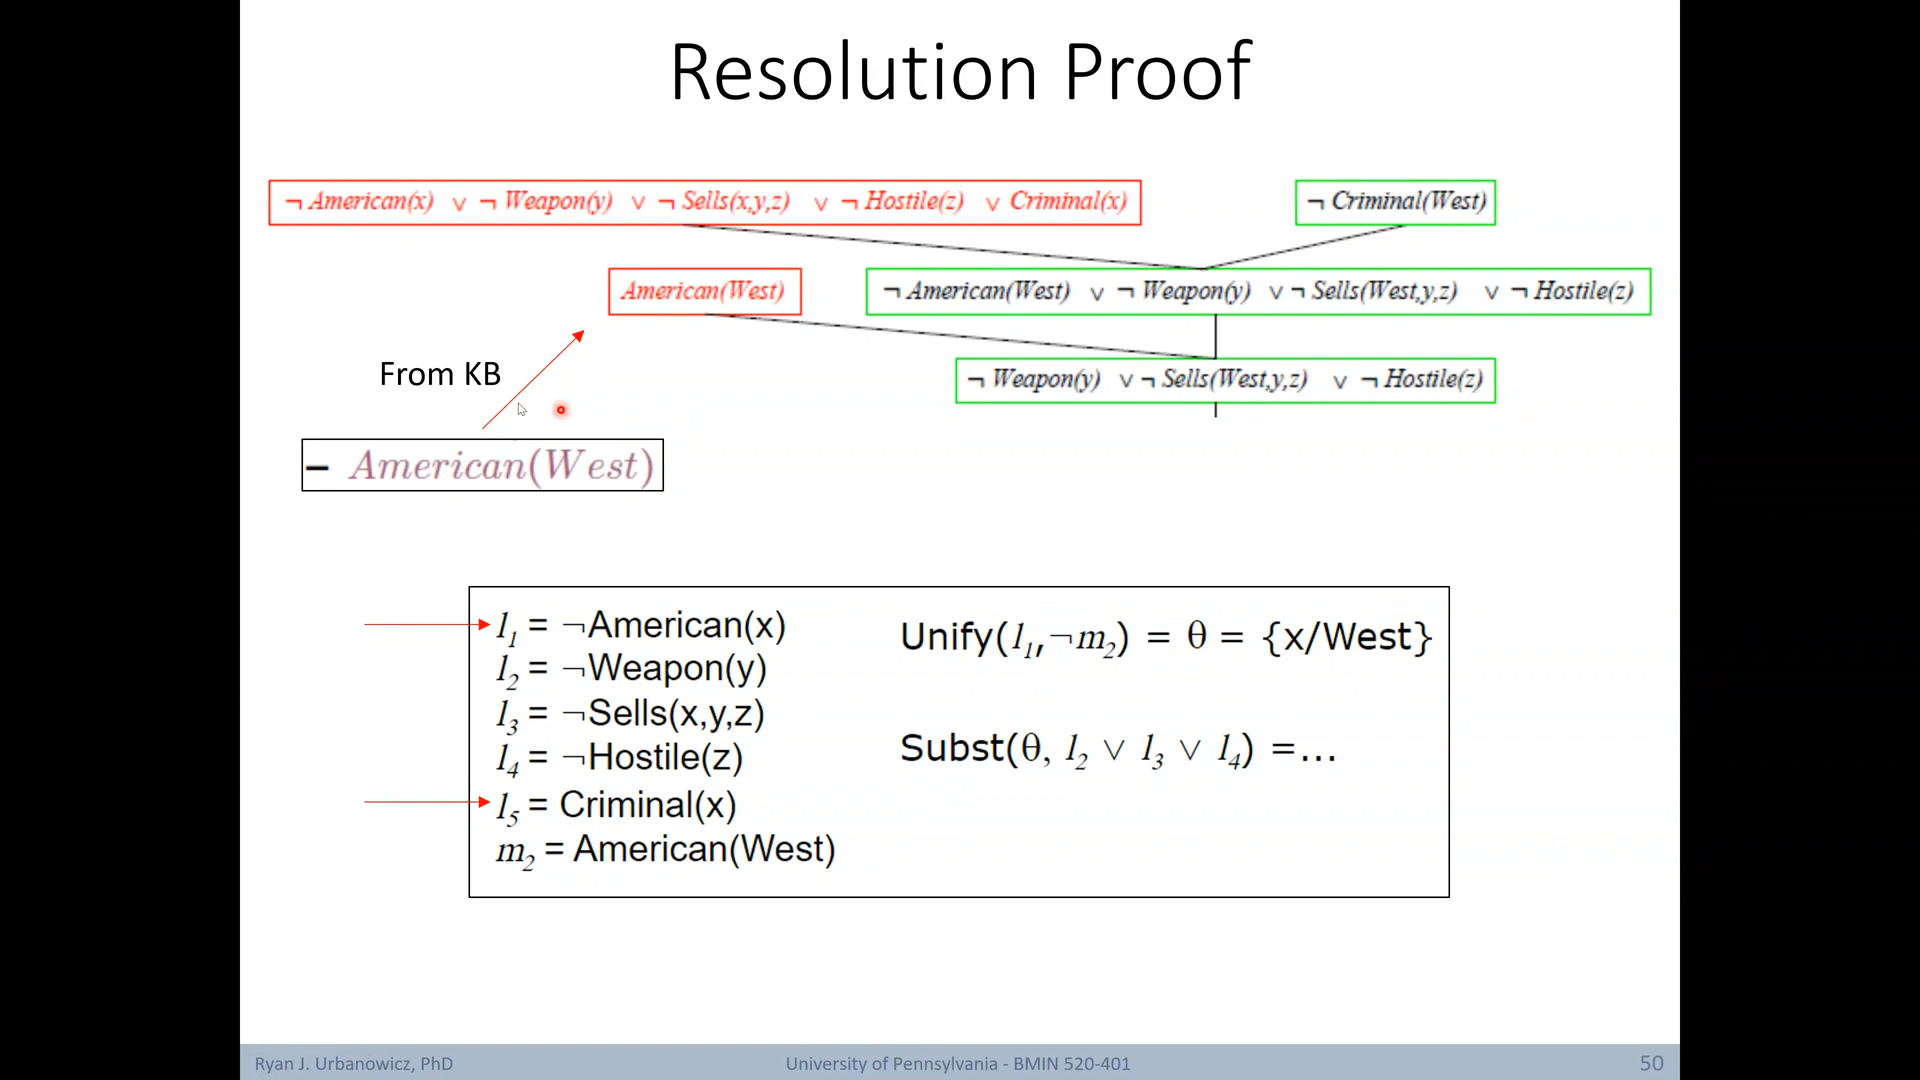 Resolution Proof
¬ American(x) ∨ ¬ Weapon(y) ∨ ¬ Sells(x,y,z) ∨ ¬ Hostile(z) ∨ Criminal(x)
¬ Criminal(West)
American(West)
¬ American(West) ∨ ¬ Weapon(y) ∨ ¬ Sells(West,y,z) ∨ ¬ Hostile(z)
From KB
¬ Weapon(y) ∨ ¬ Sells(West,y,z) ∨ ¬ Hostile(z)
– American(West)
l1 = ¬American(x)
l2 = ¬Weapon(y)
l3 = ¬Sells(x,y,z)
l4 = ¬Hostile(z)
l5 = Criminal(x)
m2 = American(West)
Unify(l1,¬m2) = θ = {x/West}
Subst(θ, l2 ∨ l3 ∨ l4) =...
Ryan J. Urbanowicz, PhD
University of Pennsylvania - BMIN 520-401
50